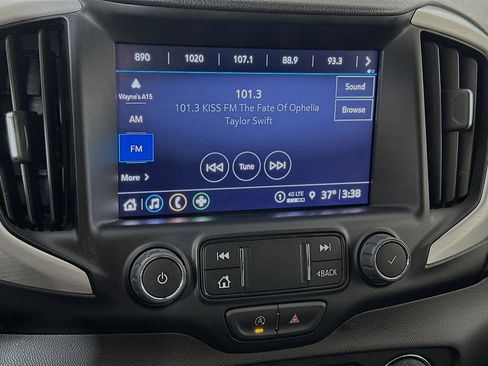 890 1020 107.1 88.9 93.3
Wayne's A15
AM
FM
More
101.3
101.3 KISS FM The Fate Of Ophelia
Taylor Swift
Sound
Browse
Tune
1 4G LTE 37° 3:38
BACK
A